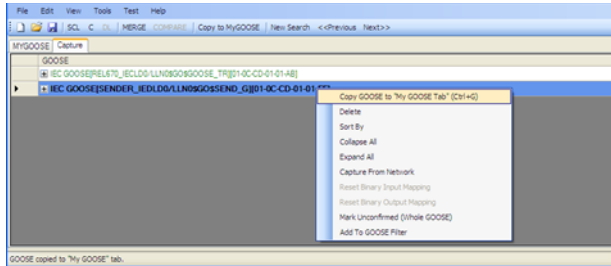 File Edit View Tools Test Help
SCL C DL MERGE COMPARE Copy to MyGOOSE New Search <<Previous Next>>
MYGOOSE Capture
GOOSE
IEC GOOSE[REL670_IECLD0/LLN0$GO$GOOSE_TR][01-0C-CD-01-01-AB]
IEC GOOSE[SENDER_IEDLD0/LLN0$GO$SEND_G][01-0C-CD-01-01-
Copy GOOSE to "My GOOSE Tab" (Ctrl+G)
Delete
Sort By
Collapse All
Expand All
Capture From Network
Reset Binary Input Mapping
Reset Binary Output Mapping
Mark Unconfirmed (Whole GOOSE)
Add To GOOSE Filter
GOOSE copied to "My GOOSE" tab.